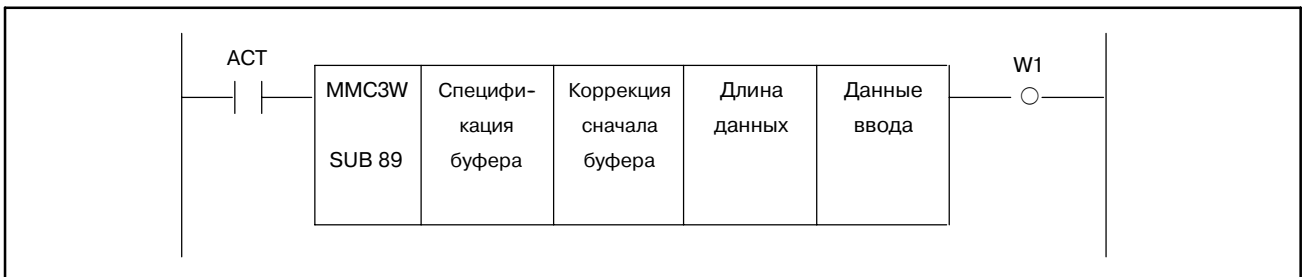 ACT
W1
MMC3W
SUB 89
Специфи-
кация
буфера
Коррекция
сначала
буфера
Длина
данных
Данные
ввода